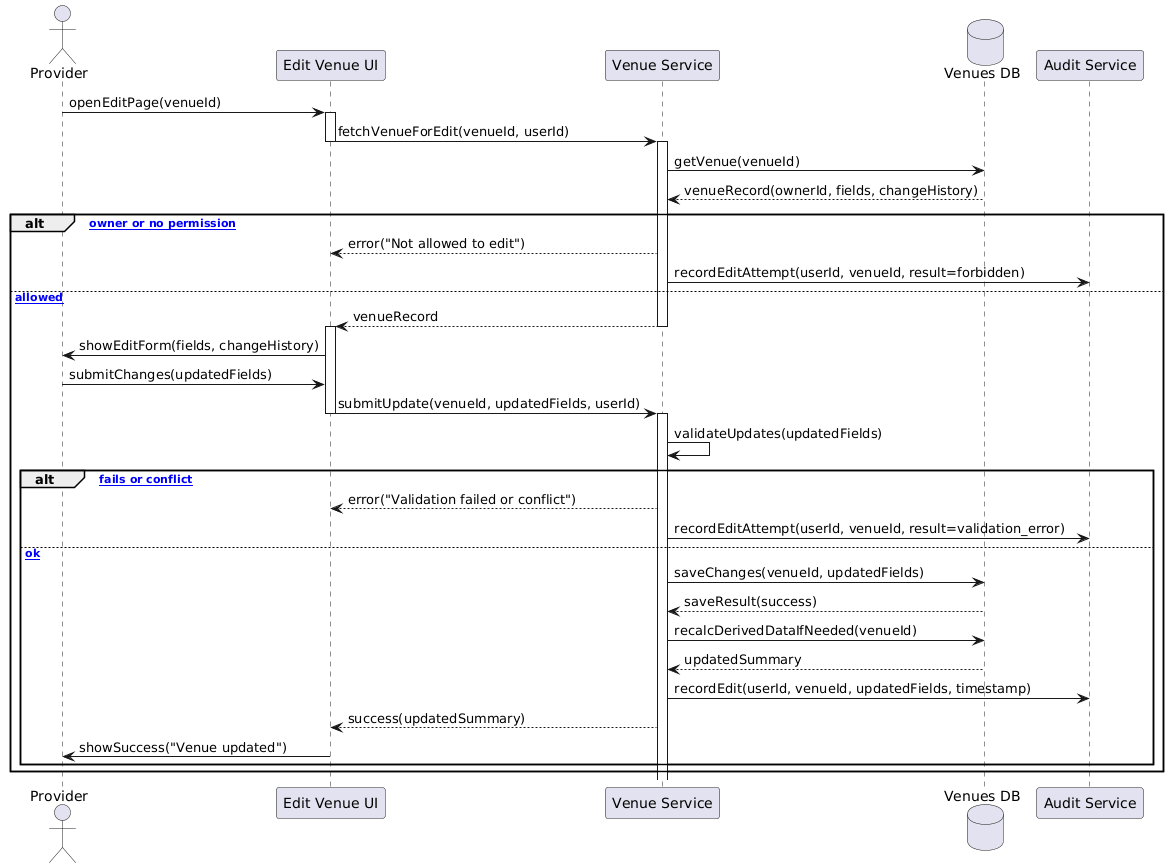 Provider
Edit Venue UI
Venue Service
Venues DB
Audit Service
openEditPage(venueId)
fetchVenueForEdit(venueId, userId)
getVenue(venueId)
venueRecord(ownerId, fields, changeHistory)
alt
owner or no permission
error("Not allowed to edit")
recordEditAttempt(userId, venueId, result=forbidden)
allowed
venueRecord
showEditForm(fields, changeHistory)
submitChanges(updatedFields)
submitUpdate(venueId, updatedFields, userId)
validateUpdates(updatedFields)
alt
fails or conflict
error("Validation failed or conflict")
recordEditAttempt(userId, venueId, result=validation_error)
ok
saveChanges(venueId, updatedFields)
saveResult(success)
recalcDerivedDataIfNeeded(venueId)
updatedSummary
recordEdit(userId, venueId, updatedFields, timestamp)
success(updatedSummary)
showSuccess("Venue updated")
Provider
Edit Venue UI
Venue Service
Venues DB
Audit Service